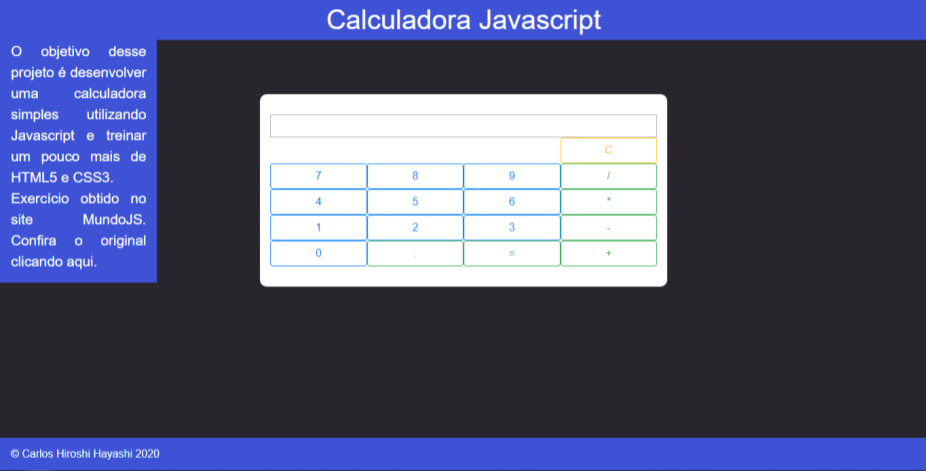 Calculadora Javascript
O objetivo desse
projeto é desenvolver
uma calculadora
simples utilizando
Javascript e treinar
um pouco mais de
HTML5 e CSS3.
Exercício obtido no
site MundoJS.
Confira o original
clicando aqui.
C
7 8 9 /
4 5 6 *
1 2 3 -
0 . = +
© Carlos Hiroshi Hayashi 2020